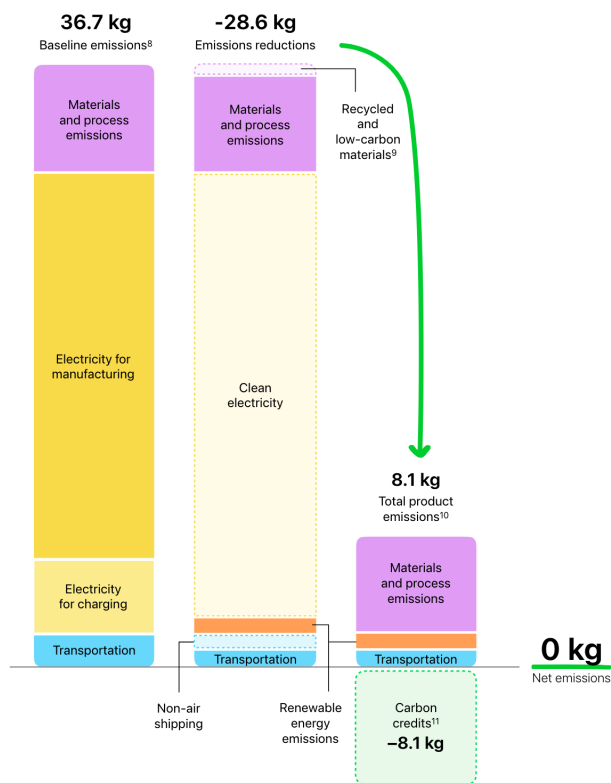 36.7 kg
Baseline emissions⁸
-28.6 kg
Emissions reductions
Materials
and process
emissions
Materials
and process
emissions
Recycled
and
low-carbon
materials⁹
Electricity for
manufacturing
Clean
electricity
8.1 kg
Total product
emissions¹⁰
Materials
and process
emissions
Electricity
for charging
Transportation
Transportation
Transportation
0 kg
Net emissions
Non-air
shipping
Renewable
energy
emissions
Carbon
credits¹¹
–8.1 kg